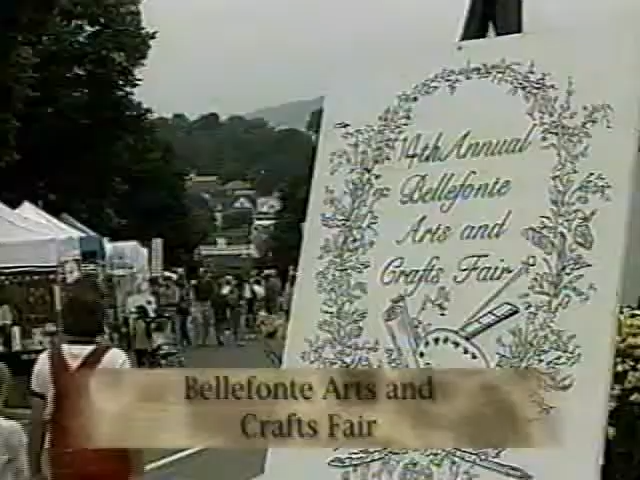 14th Annual
Bellefonte
Arts and
Crafts Fair
Bellefonte Arts and
Crafts Fair